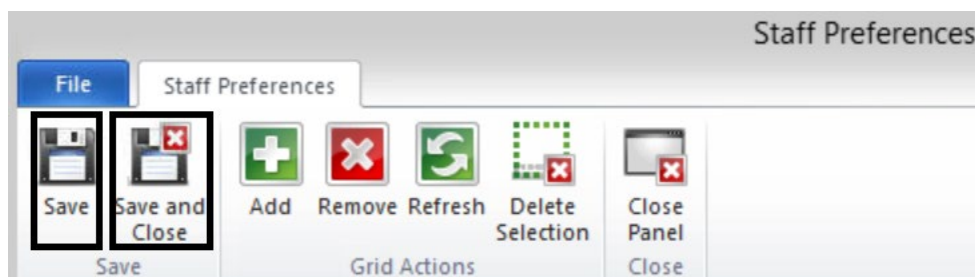 Staff Preferences
File Staff Preferences
Save Save and Close Add Remove Refresh Delete Selection Close Panel
Save Grid Actions Close